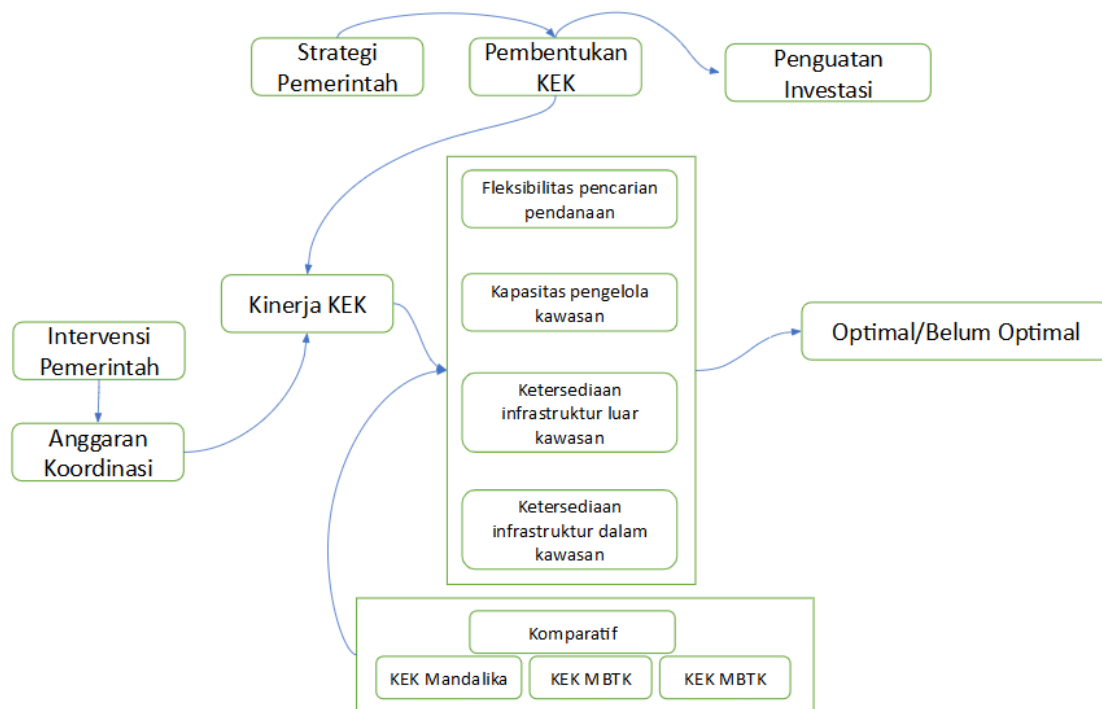 Strategi
Pemerintah
Pembentukan
KEK
Penguatan
Investasi
Fleksibilitas pencarian
pendanaan
Kapasitas pengelola
kawasan
Kinerja KEK
Intervensi
Pemerintah
Optimal/Belum Optimal
Ketersediaan
infrastruktur luar
kawasan
Anggaran
Koordinasi
Ketersediaan
infrastruktur dalam
kawasan
Komparatif
KEK Mandalika
KEK MBTK
KEK MBTK